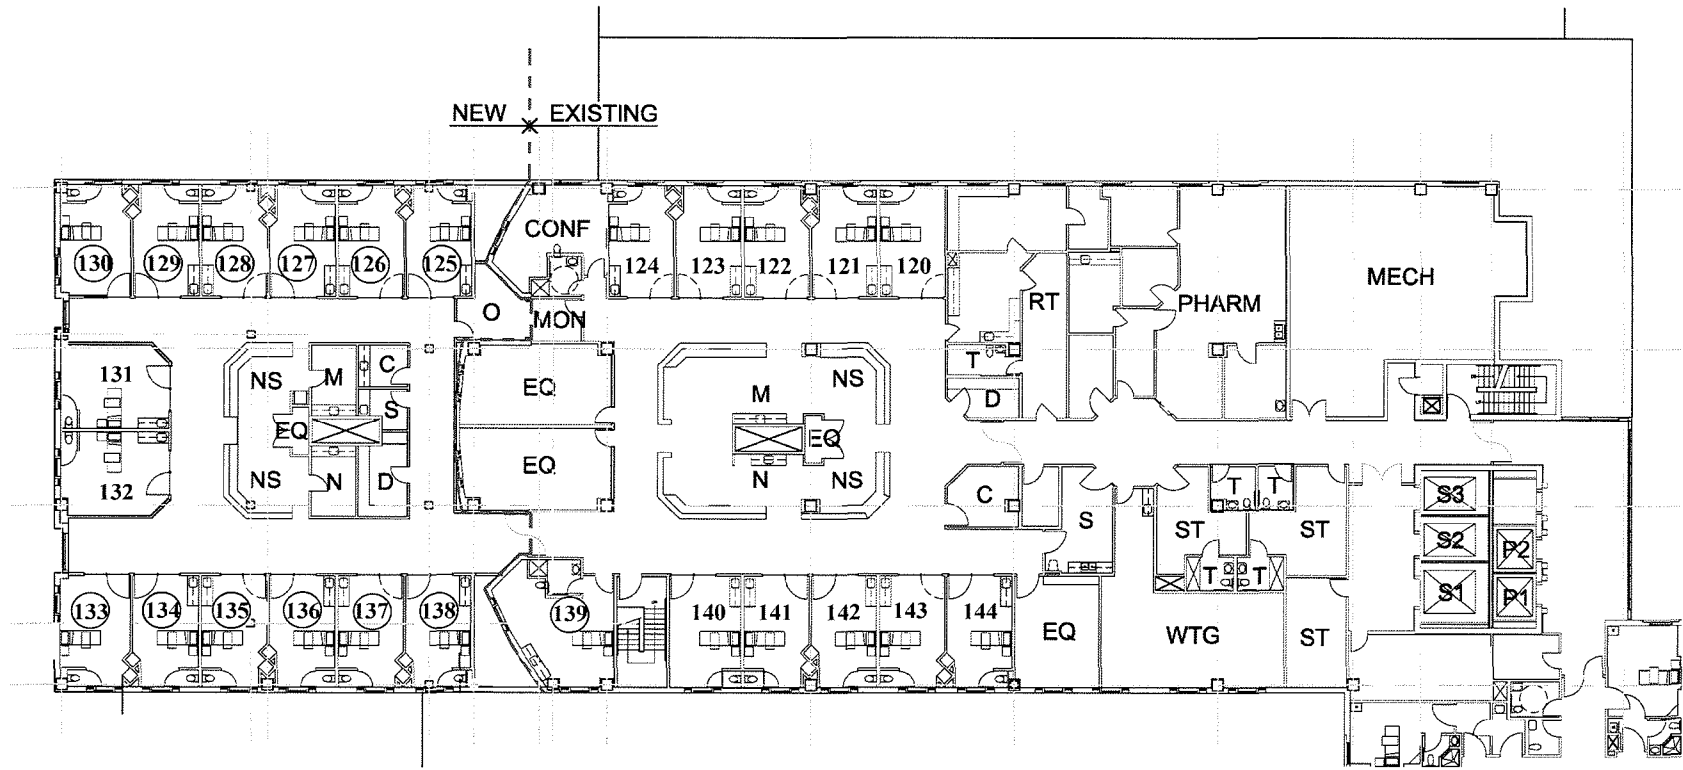 NEW EXISTING
CONF
130 129 128 127 126 125 124 123 122 121 120
MECH
O MON RT PHARM
131 NS M C EQ M NS T
S D
EQ EQ
132 NS N D EQ N NS C
S T T S3
ST ST S2 P2
T T S1 P1
133 134 135 136 137 138 139 140 141 142 143 144
EQ WTG ST